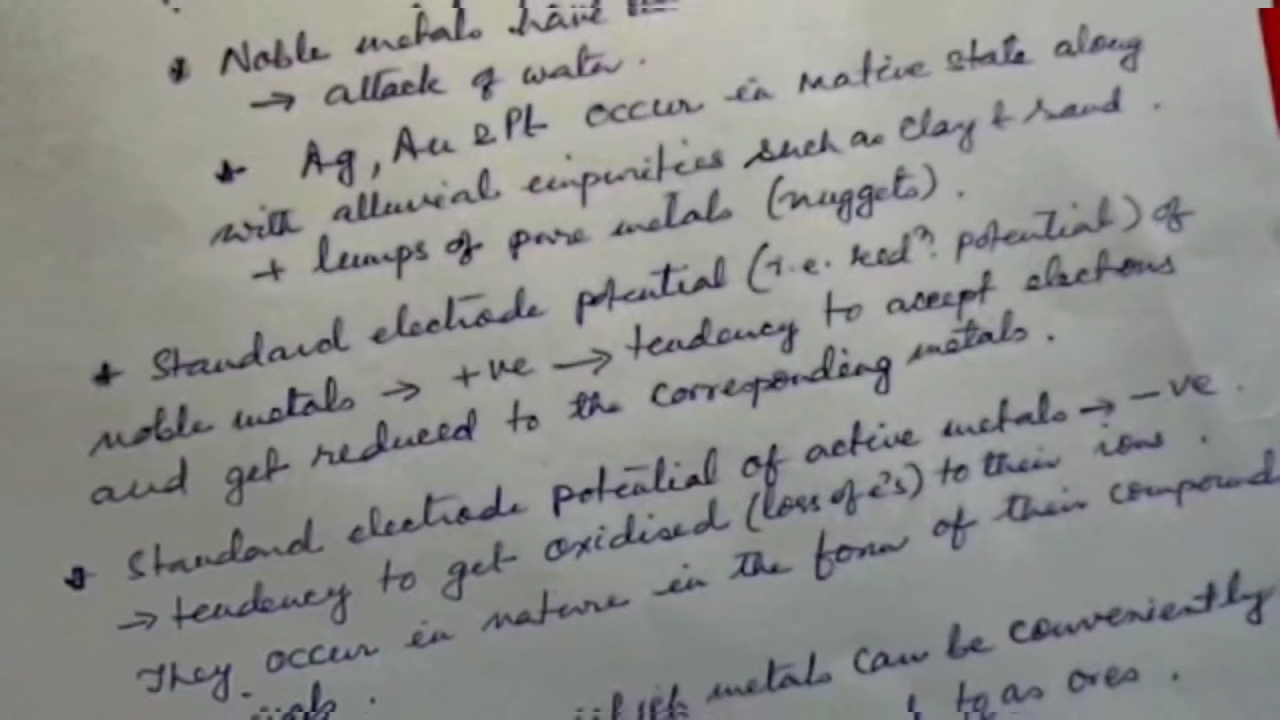 * Noble metals have
→ attack of water.
* Ag, Au & Pt occur in native state along
with alluvial impurities such as clay & sand.
+ lumps of pure metals (nuggets).
* Standard electrode potential (i.e. redn. potential) of
noble metals → +ve → tendency to accept electrons
and get reduced to the corresponding metals.
* Standard electrode potential of active metals → -ve.
→ tendency to get oxidised (loss of e's) to their ions.
They occur in nature in the form of their compound
metals can be conveniently
to as ores.